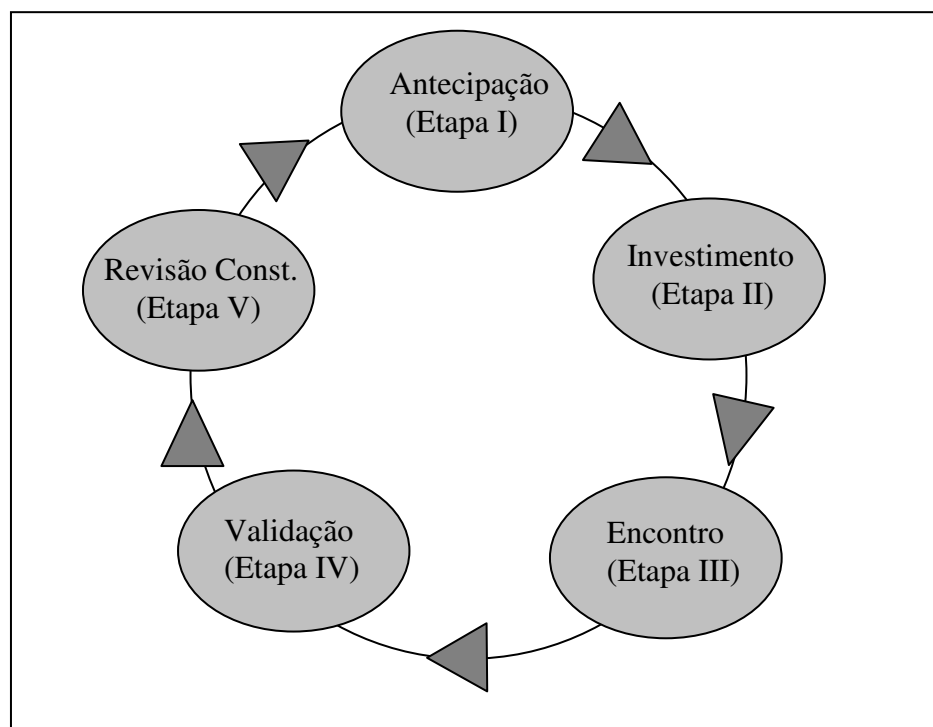 Antecipação
(Etapa I)
Investimento
(Etapa II)
Encontro
(Etapa III)
Validação
(Etapa IV)
Revisão Const.
(Etapa V)